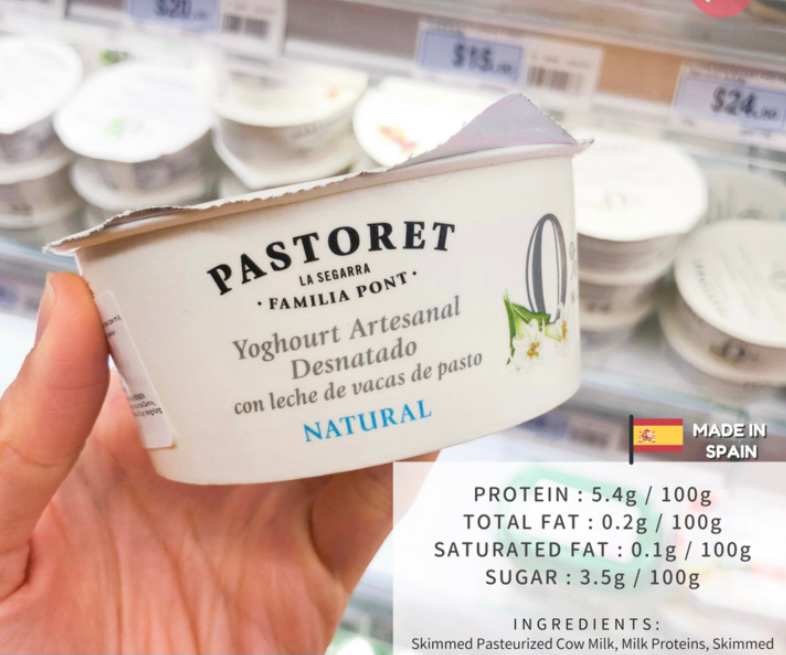 $20
$15
$24
PASTORET
LA SEGARRA
· FAMILIA PONT ·
Yoghourt Artesanal
Desnatado
con leche de vacas de pasto
NATURAL
0
MADE IN
SPAIN
PROTEIN : 5.4g / 100g
TOTAL FAT : 0.2g / 100g
SATURATED FAT : 0.1g / 100g
SUGAR : 3.5g / 100g
INGREDIENTS:
Skimmed Pasteurized Cow Milk, Milk Proteins, Skimmed